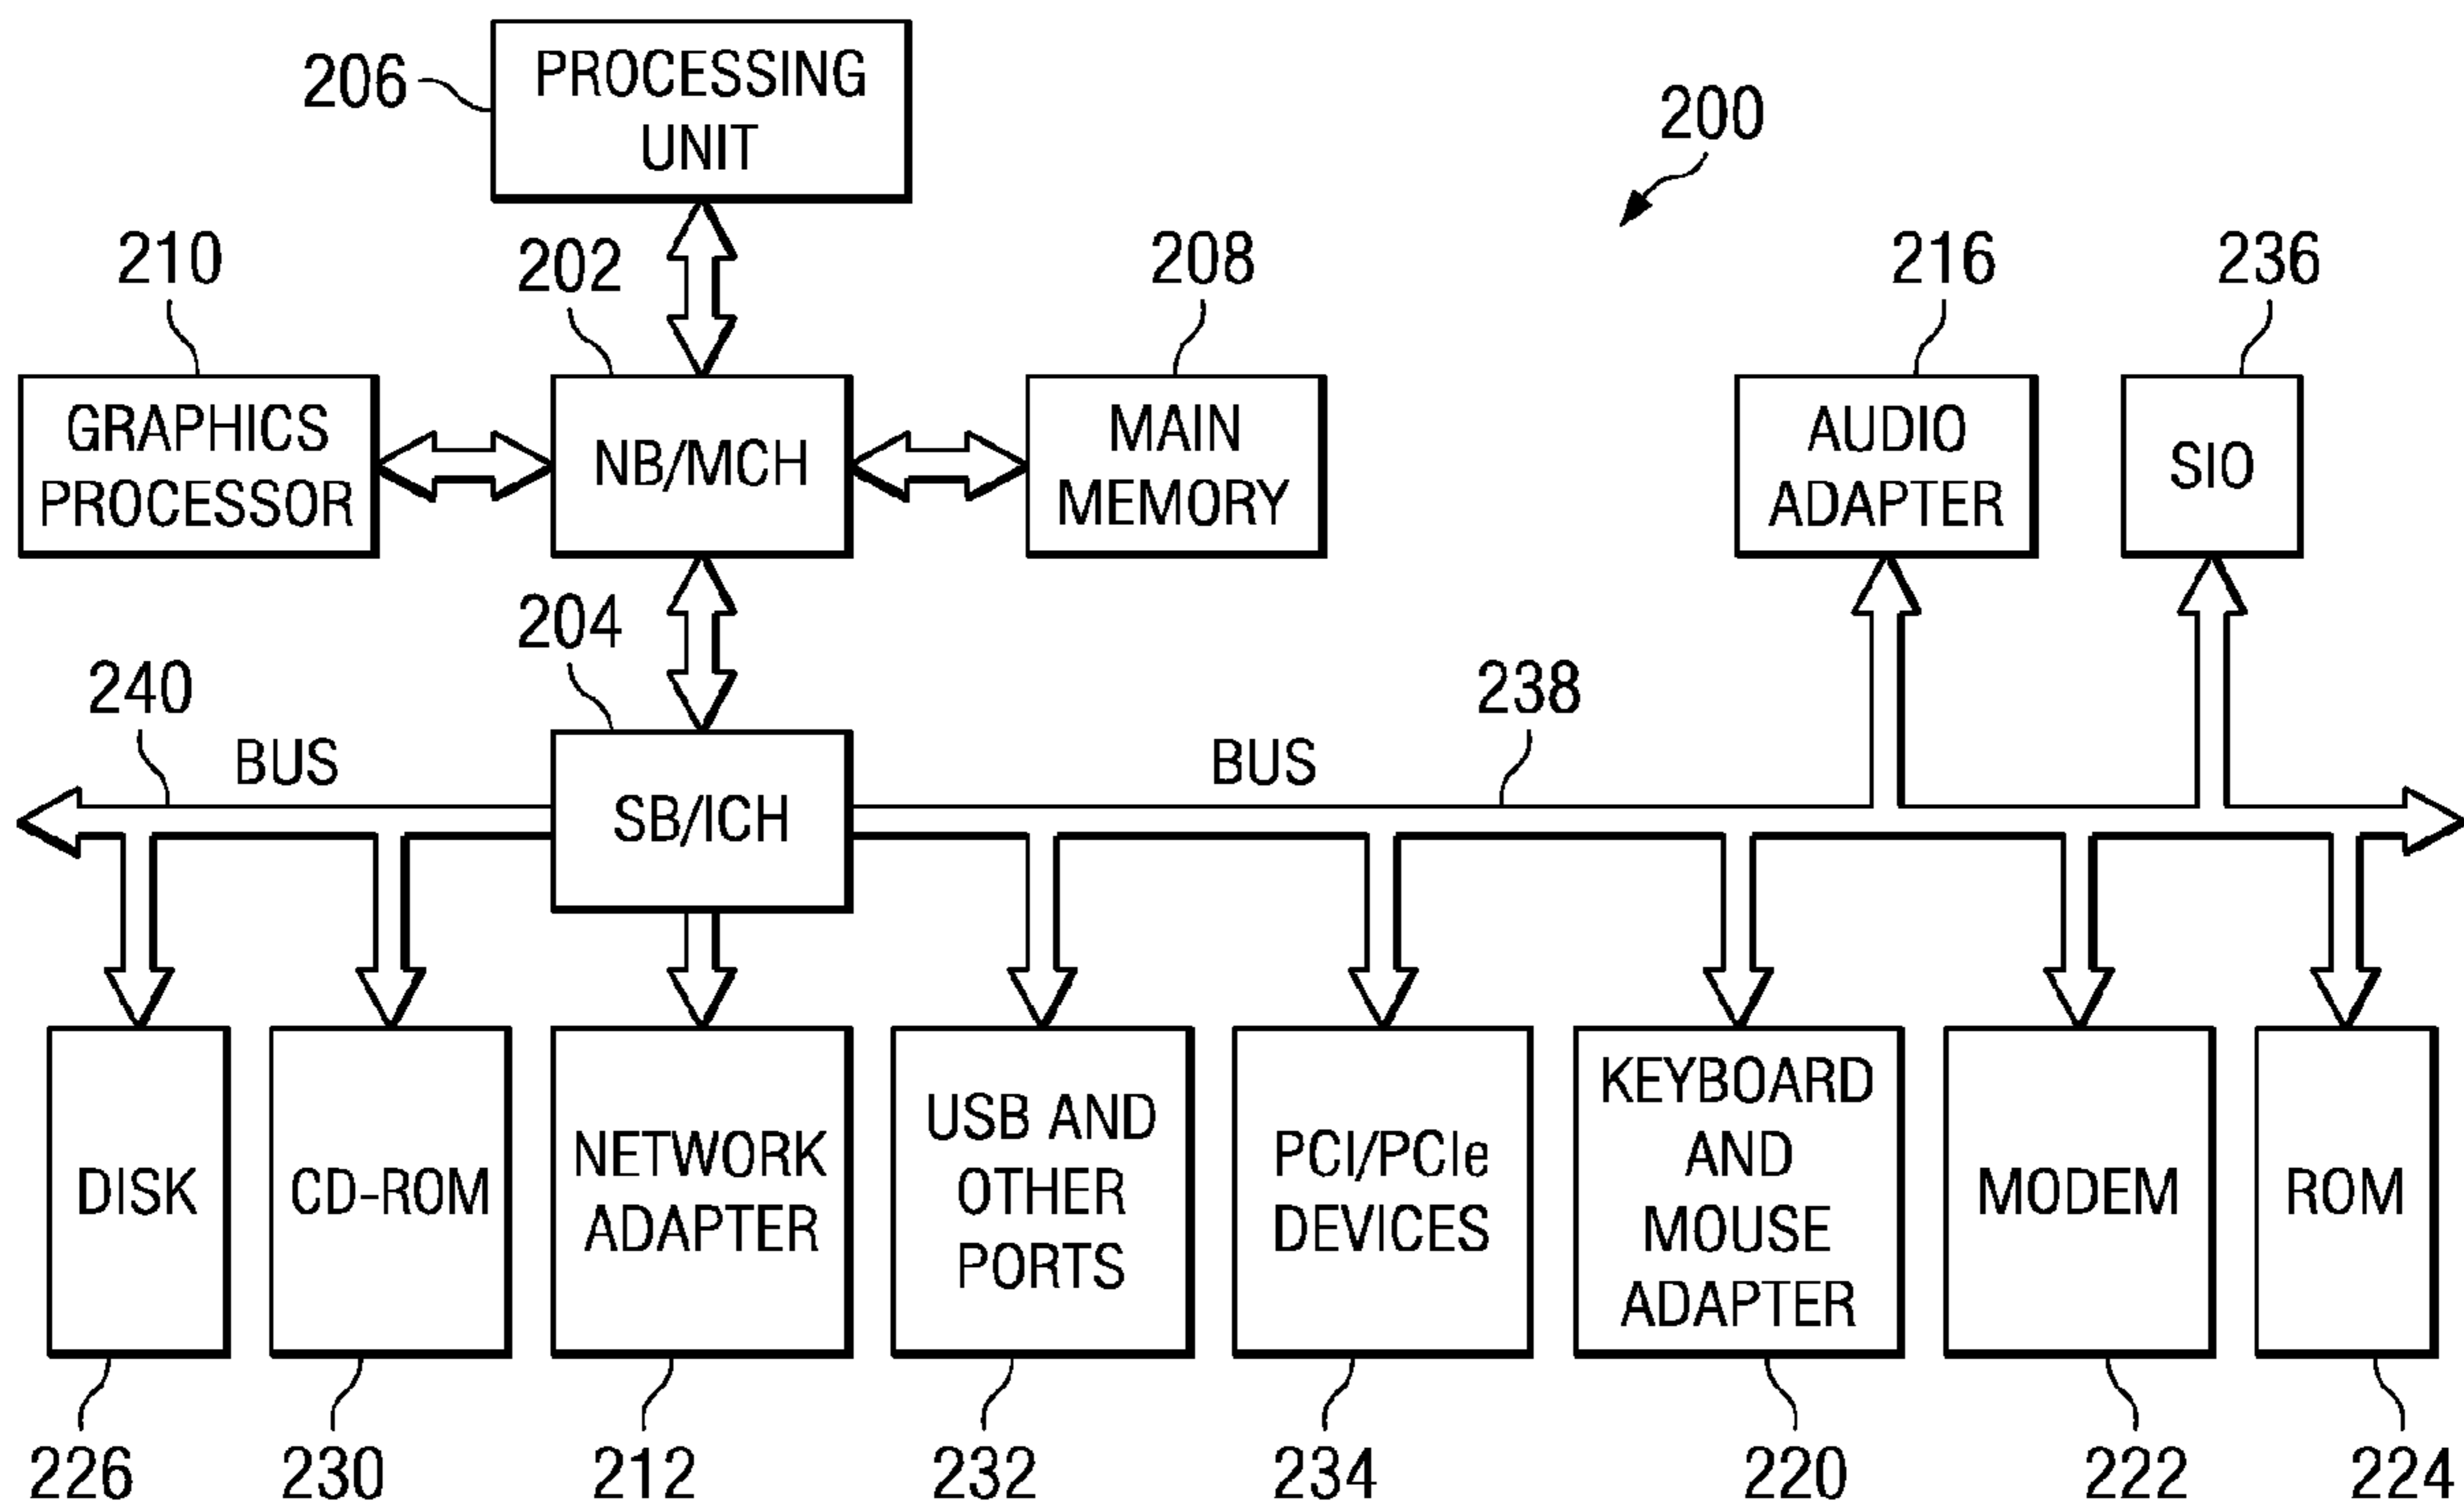 206
PROCESSING
UNIT
200
210
202
208
216
236
GRAPHICS
PROCESSOR
NB/MCH
MAIN
MEMORY
AUDIO
ADAPTER
SIO
204
240
BUS
238
BUS
SB/ICH
DISK
CD-ROM
NETWORK
ADAPTER
USB AND
OTHER
PORTS
PCI/PCIe
DEVICES
KEYBOARD
AND
MOUSE
ADAPTER
MODEM
ROM
226
230
212
232
234
220
222
224